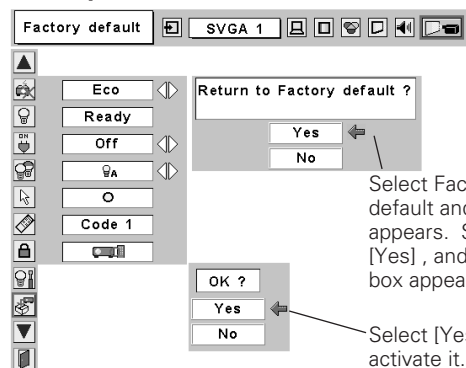 Factory default
SVGA 1
Eco
Ready
Off
A
Code 1
ON
Return to Factory default ?
Yes
No
Select Fac
default and
appears. S
[Yes] , and
box appea
OK ?
Yes
No
Select [Yes
activate it.